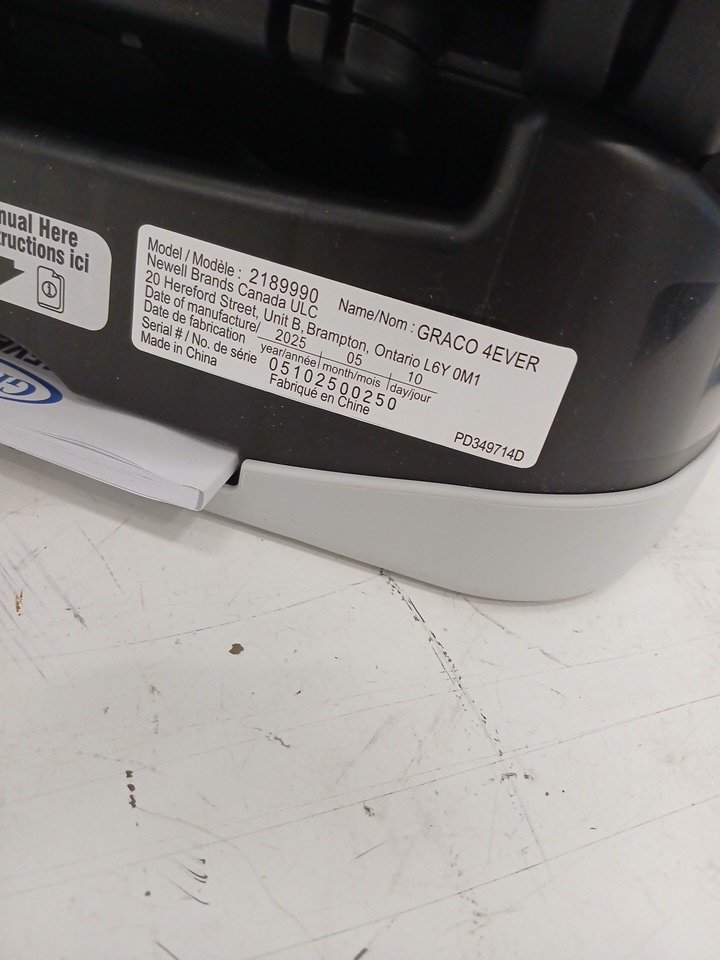 nual Here
tructions ici
Model / Modèle : 2189990 Name/Nom : GRACO 4EVER
Newell Brands Canada ULC
20 Hereford Street, Unit B, Brampton, Ontario L6Y 0M1
Date of manufacture/ 2025 05 10
Date de fabrication year/année month/mois day/jour
Serial # / No. de série 05102500250
Made in China Fabriqué en Chine
PD349714D